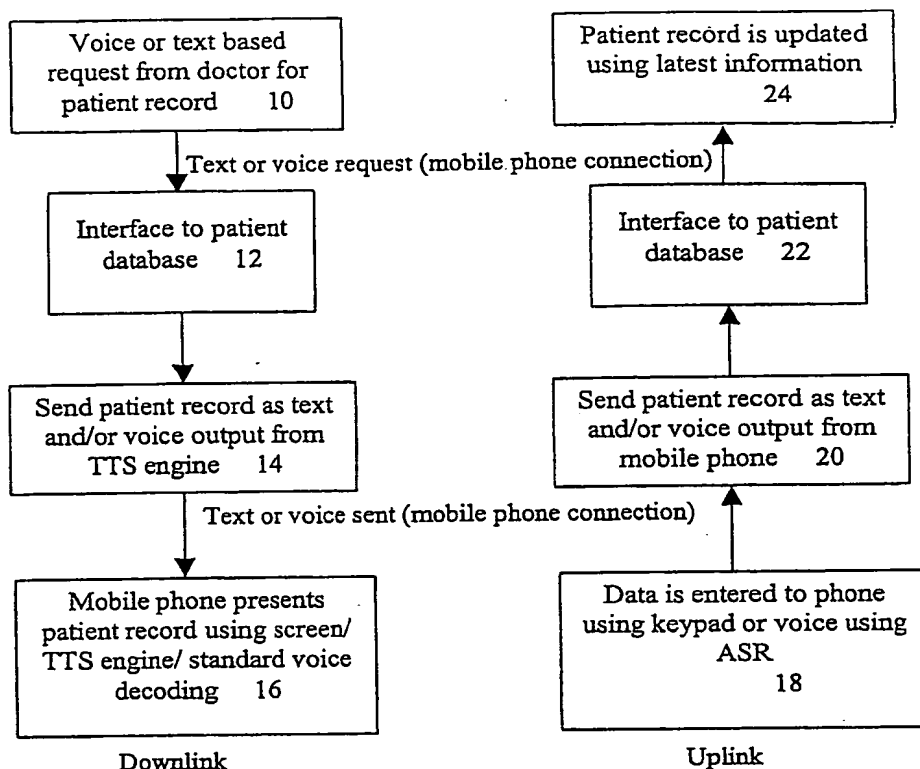 Voice or text based
request from doctor for
patient record 10
Text or voice request (mobile phone connection)
Interface to patient
database 12
Send patient record as text
and/or voice output from
TTS engine 14
Text or voice sent (mobile phone connection)
Mobile phone presents
patient record using screen/
TTS engine/ standard voice
decoding 16
Downlink
Patient record is updated
using latest information
24
Interface to patient
database 22
Send patient record as text
and/or voice output from
mobile phone 20
Data is entered to phone
using keypad or voice using
ASR
18
Uplink